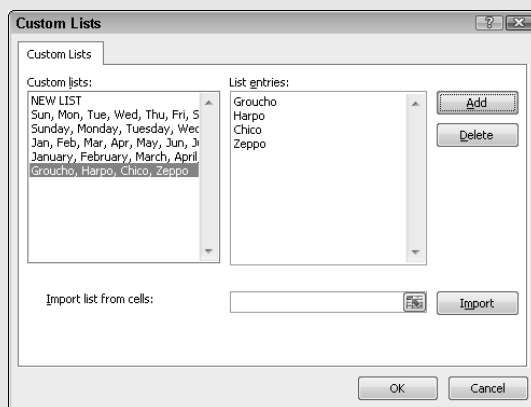 Custom Lists
Custom Lists
Custom lists:
NEW LIST
Sun, Mon, Tue, Wed, Thu, Fri, S
Sunday, Monday, Tuesday, Wed
Jan, Feb, Mar, Apr, May, Jun, Ju
January, February, March, April,
Groucho, Harpo, Chico, Zeppo
List entries:
Groucho
Harpo
Chico
Zeppo
Add
Delete
Import list from cells:
Import
OK
Cancel